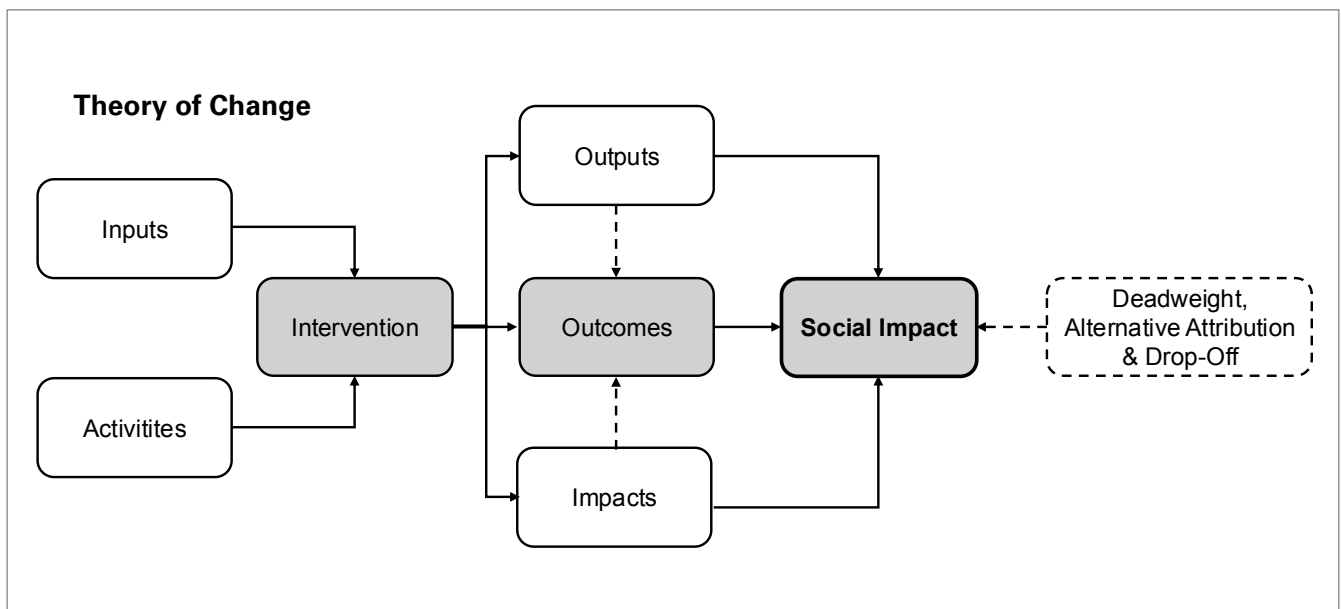 Theory of Change
Outputs
Inputs
Intervention
Outcomes
Social Impact
Deadweight,
Alternative Attribution
& Drop-Off
Activitites
Impacts